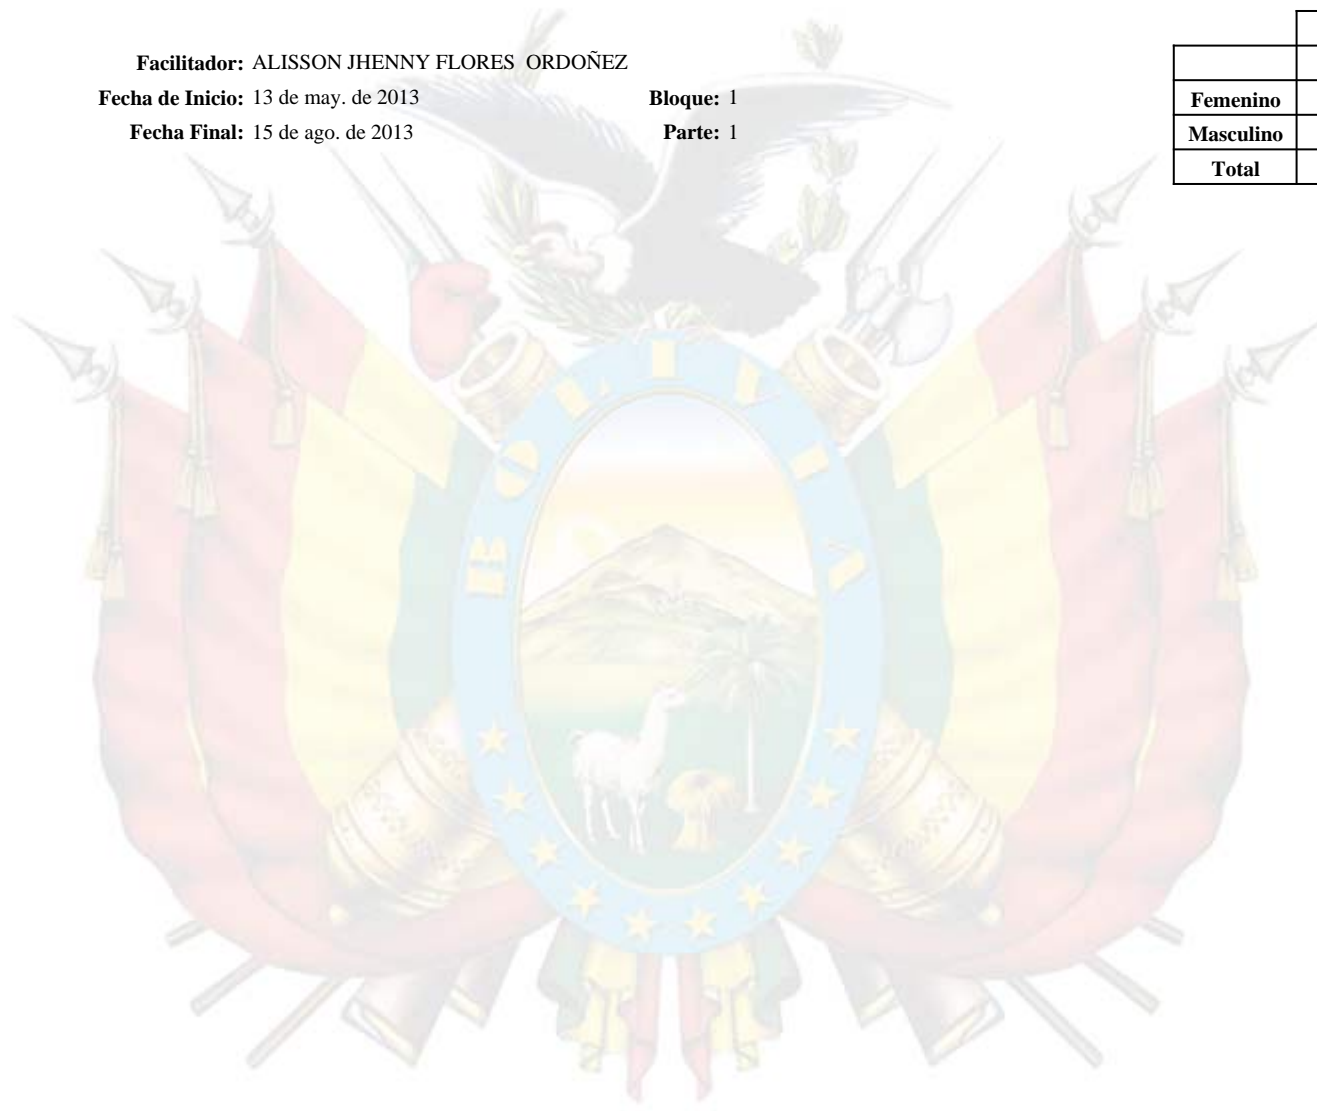 Facilitador: ALISSON JHENNY FLORES ORDOÑEZ
Fecha de Inicio: 13 de may. de 2013 Bloque: 1
Fecha Final: 15 de ago. de 2013 Parte: 1
Femenino
Masculino
Total
BOLIVIA